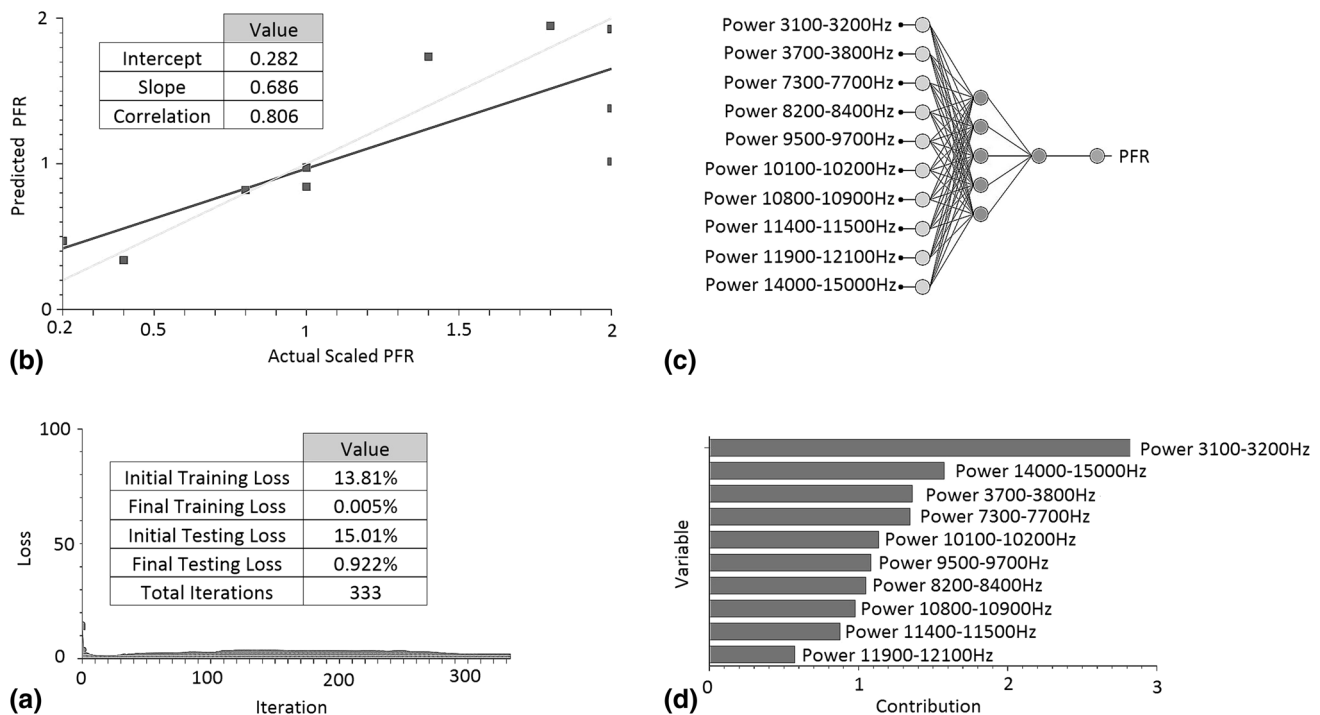 2
1
0
Predicted PFR
Value
Intercept 0.282
Slope 0.686
Correlation 0.806
0.2 0.5 1 1.5 2
Actual Scaled PFR
(b)
Power 3100-3200Hz
Power 3700-3800Hz
Power 7300-7700Hz
Power 8200-8400Hz
Power 9500-9700Hz
Power 10100-10200Hz
Power 10800-10900Hz
Power 11400-11500Hz
Power 11900-12100Hz
Power 14000-15000Hz
PFR
(c)
100
50
0
Loss
Value
Initial Training Loss 13.81%
Final Training Loss 0.005%
Initial Testing Loss 15.01%
Final Testing Loss 0.922%
Total Iterations 333
0 100 200 300
Iteration
(a)
Variable
Power 3100-3200Hz
Power 14000-15000Hz
Power 3700-3800Hz
Power 7300-7700Hz
Power 10100-10200Hz
Power 9500-9700Hz
Power 8200-8400Hz
Power 10800-10900Hz
Power 11400-11500Hz
Power 11900-12100Hz
0 1 2 3
Contribution
(d)